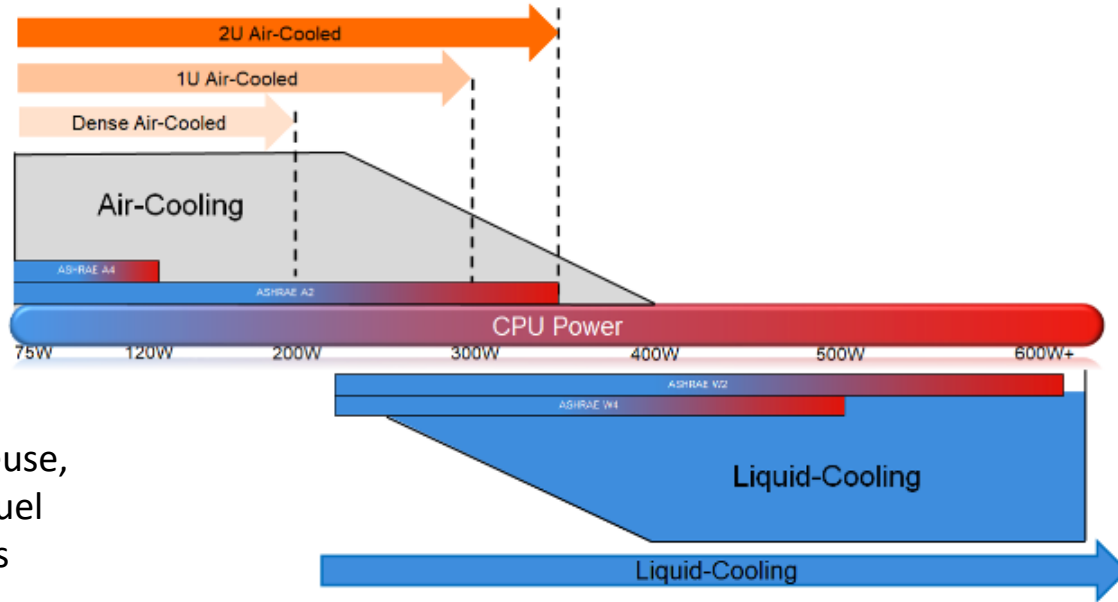 2U Air-Cooled
1U Air-Cooled
Dense Air-Cooled
Air-Cooling
ASHRAE A4
ASHRAE A2
CPU Power
75W 120W 200W 300W 400W 500W 600W+
ASHRAE W2
ASHRAE W4
use,
uel
s
Liquid-Cooling
Liquid-Cooling